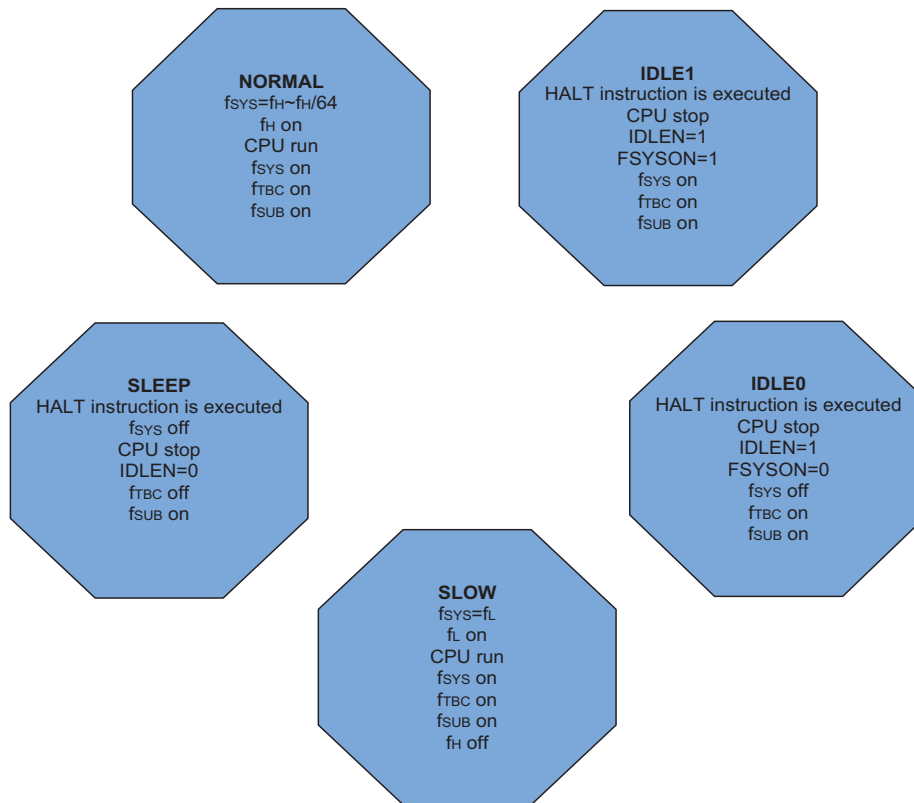 NORMAL
fSYS=fH~fH/64
fH on
CPU run
fSYS on
fTBC on
fSUB on
IDLE1
HALT instruction is executed
CPU stop
IDLEN=1
FSYSON=1
fSYS on
fTBC on
fSUB on
SLEEP
HALT instruction is executed
fSYS off
CPU stop
IDLEN=0
fTBC off
fSUB on
IDLE0
HALT instruction is executed
CPU stop
IDLEN=1
FSYSON=0
fSYS off
fTBC on
fSUB on
SLOW
fSYS=fL
fL on
CPU run
fSYS on
fTBC on
fSUB on
fH off